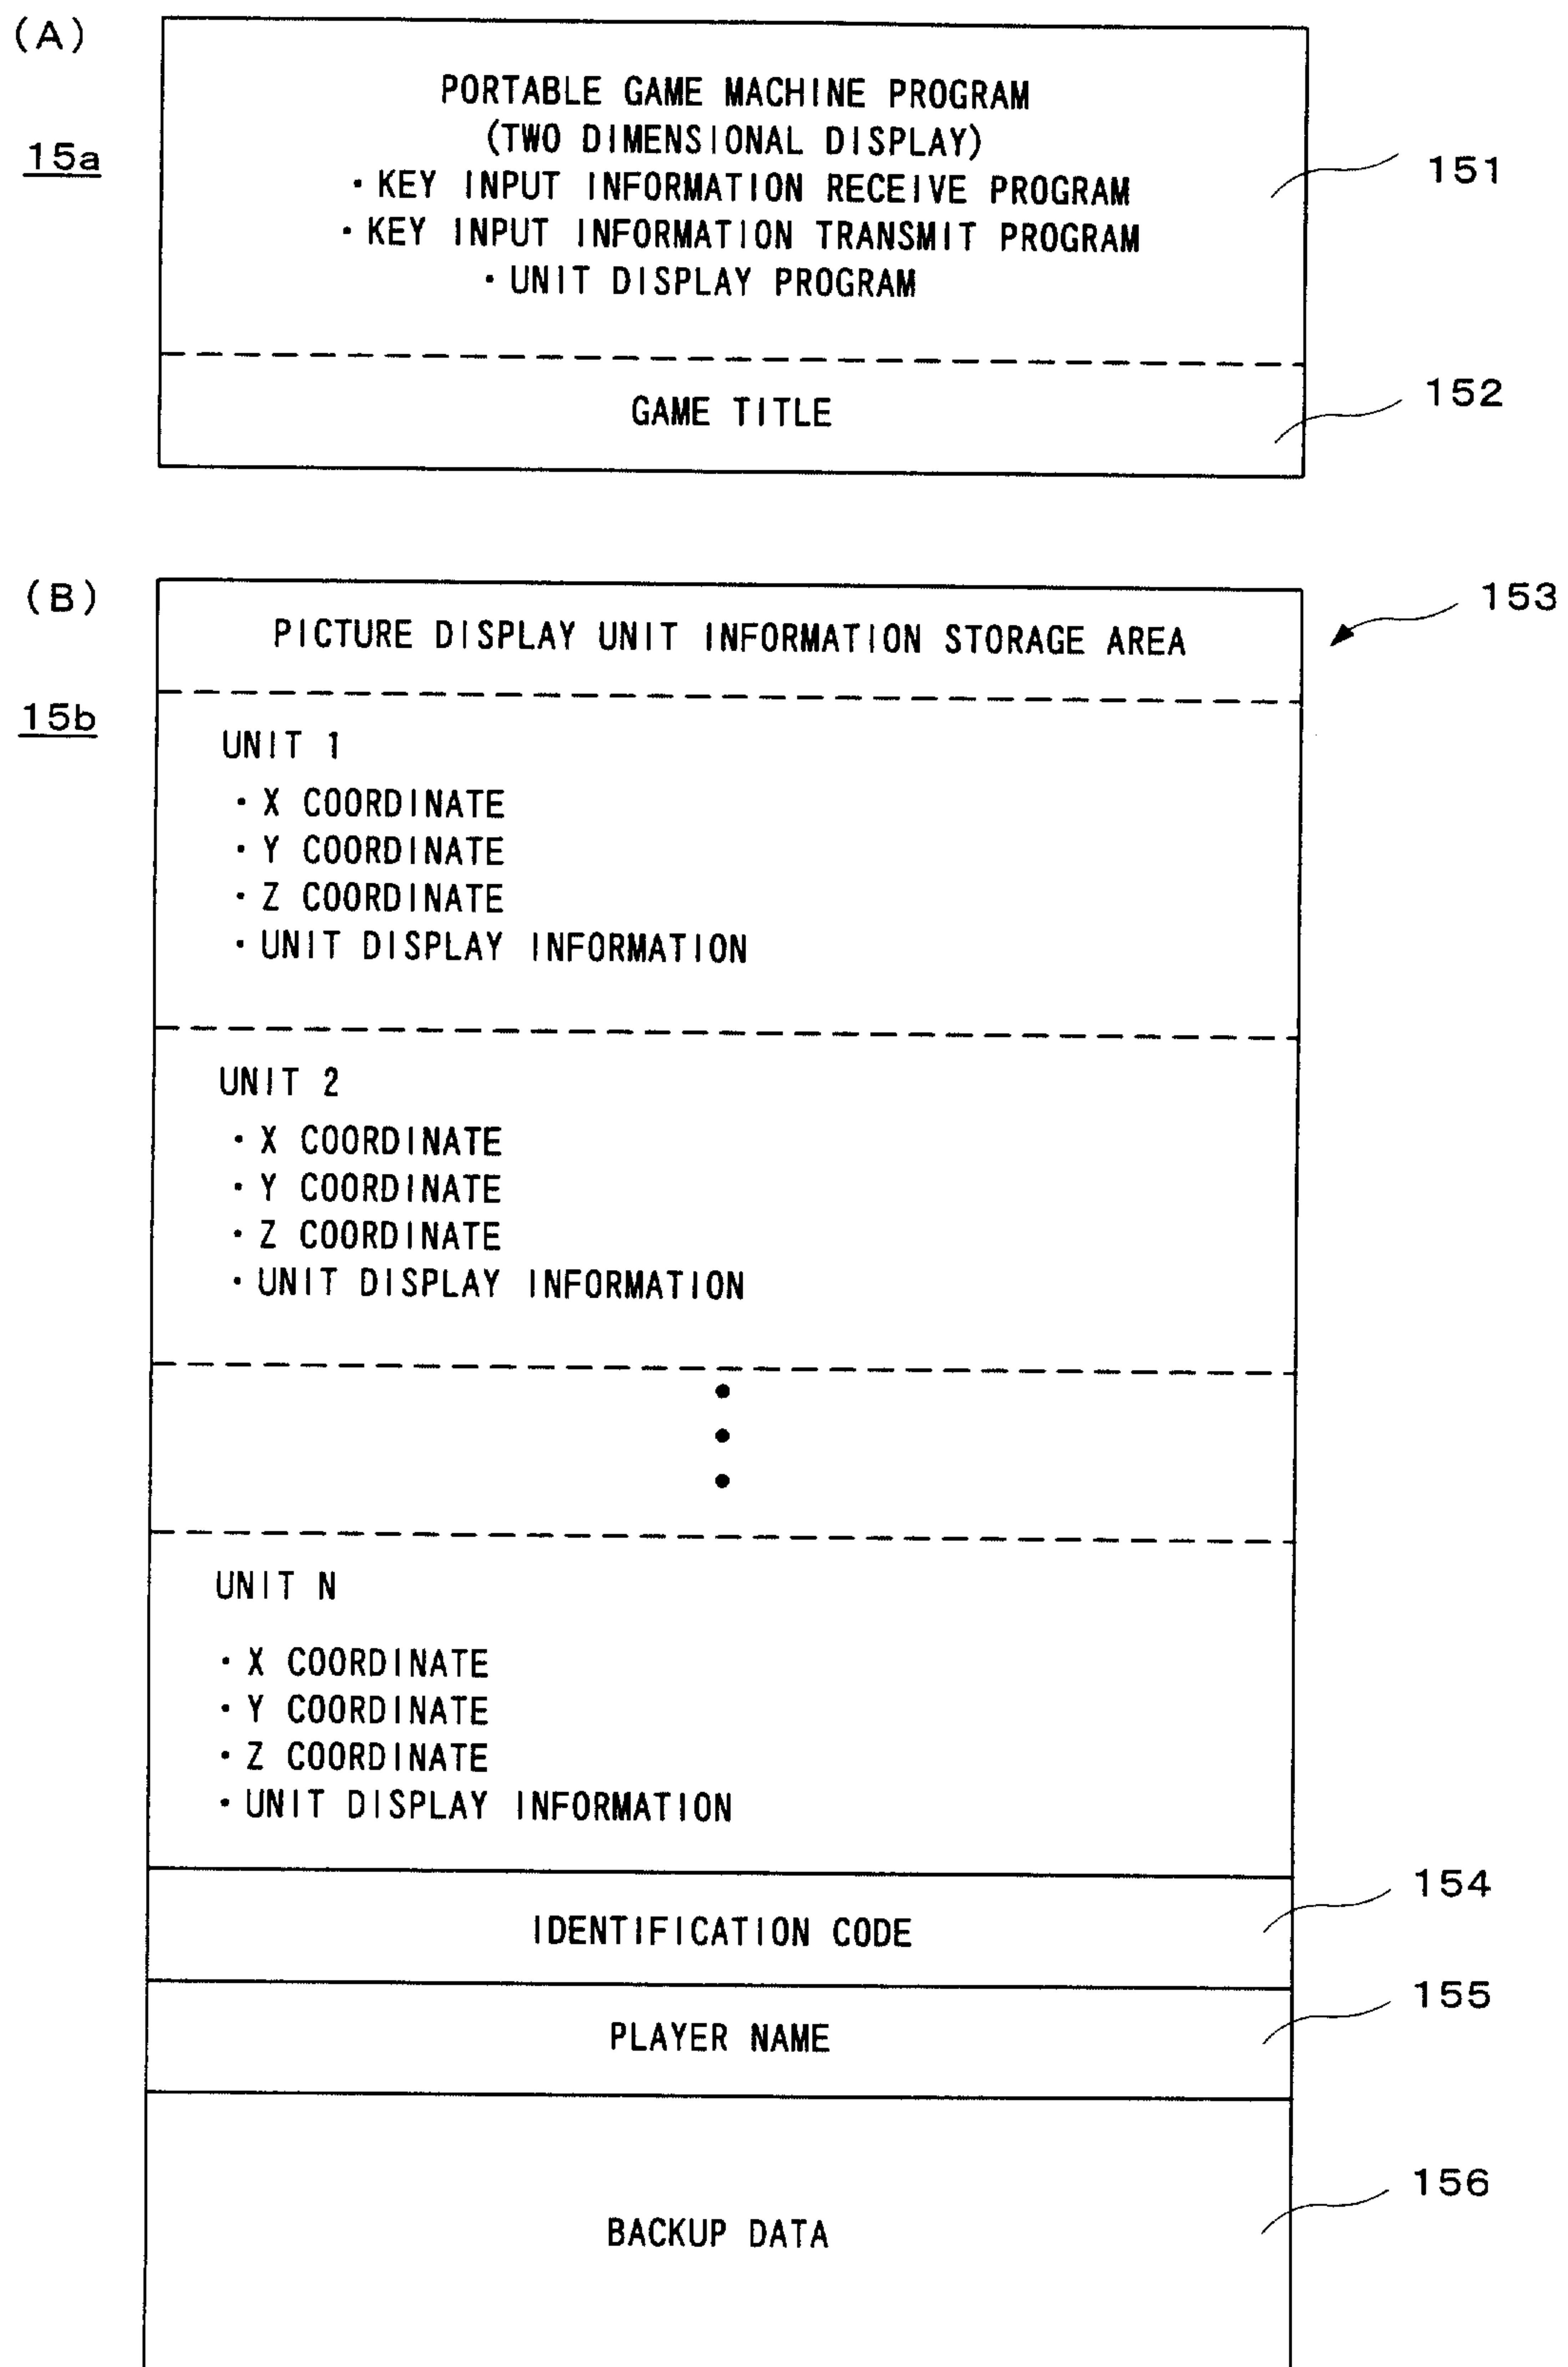 (A)
15a
PORTABLE GAME MACHINE PROGRAM
(TWO DIMENSIONAL DISPLAY)
・KEY INPUT INFORMATION RECEIVE PROGRAM
・KEY INPUT INFORMATION TRANSMIT PROGRAM
・UNIT DISPLAY PROGRAM
151
GAME TITLE
152
(B)
15b
PICTURE DISPLAY UNIT INFORMATION STORAGE AREA
153
UNIT 1
・X COORDINATE
・Y COORDINATE
・Z COORDINATE
・UNIT DISPLAY INFORMATION
UNIT 2
・X COORDINATE
・Y COORDINATE
・Z COORDINATE
・UNIT DISPLAY INFORMATION
UNIT N
・X COORDINATE
・Y COORDINATE
・Z COORDINATE
・UNIT DISPLAY INFORMATION
IDENTIFICATION CODE
154
PLAYER NAME
155
BACKUP DATA
156